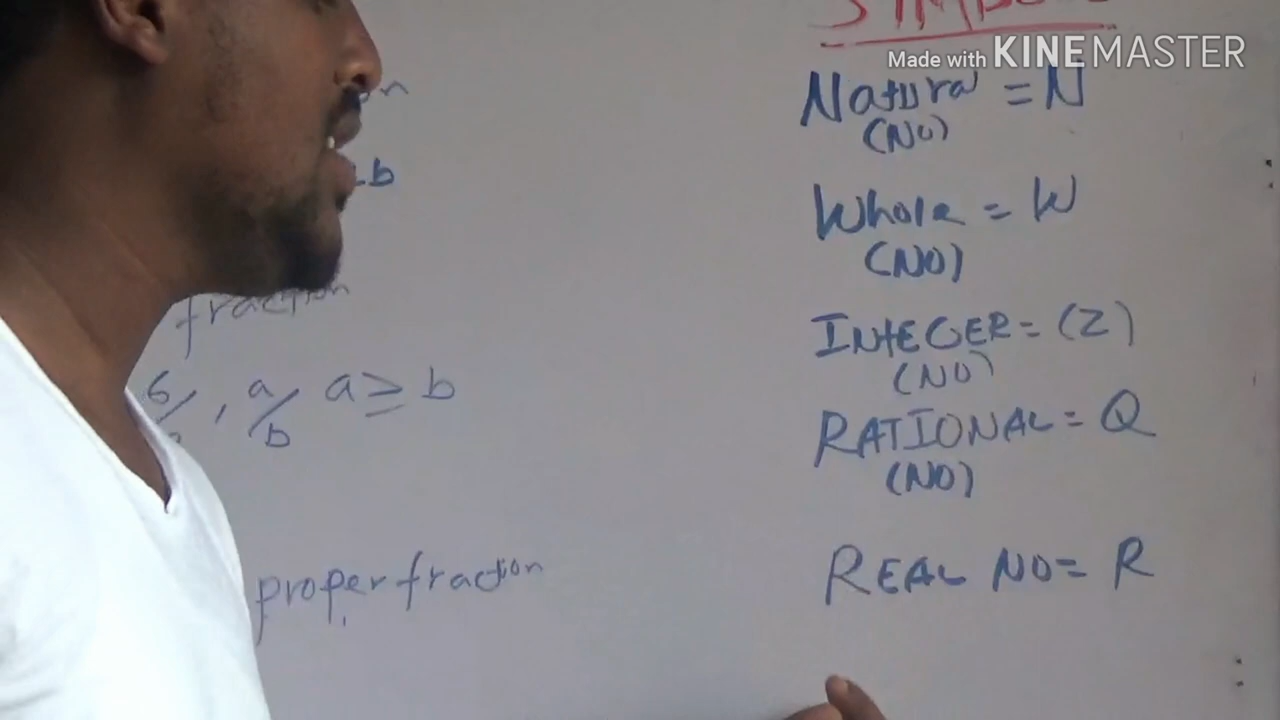 Made with KINEMASTER
b
fraction
6/ , a/b a ≥ b
proper fraction
Natural = N
(NO)
Whole = W
(NO)
INTEGER = (Z)
(NO)
RATIONAL = Q
(NO)
REAL NO = R